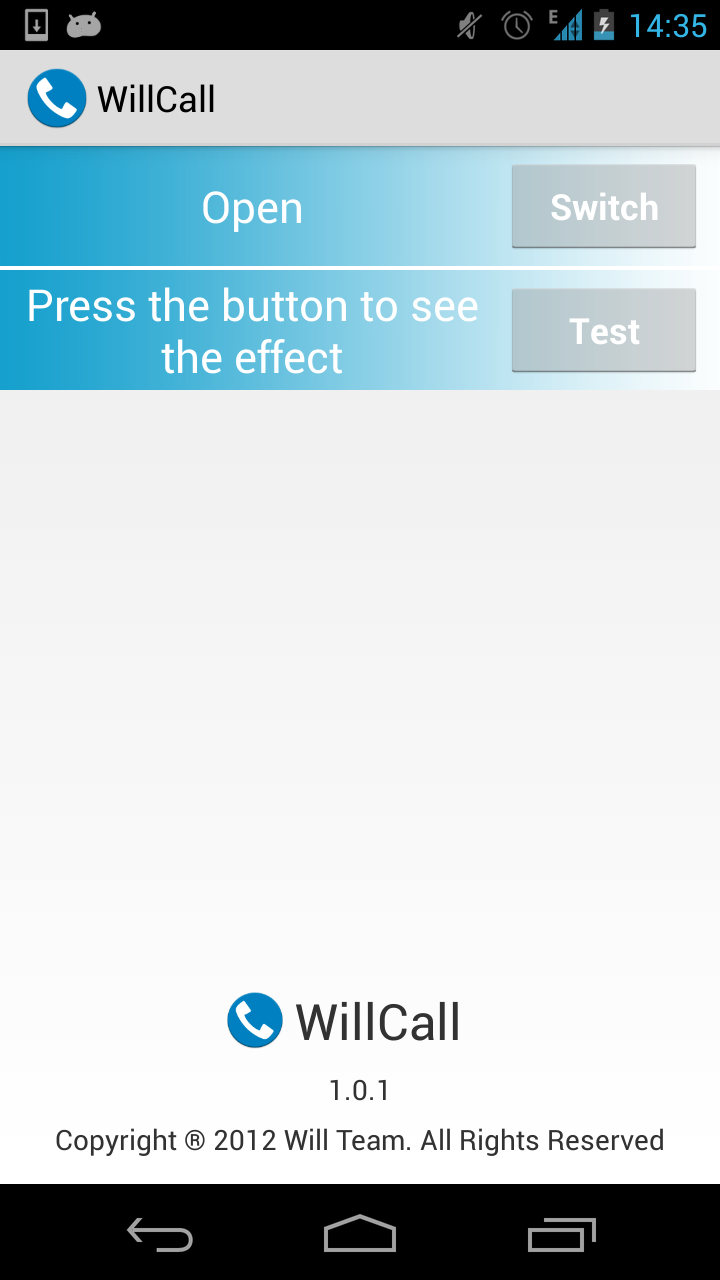 E 14:35
WillCall
Open
Switch
Press the button to see
the effect
Test
WillCall
1.0.1
Copyright ® 2012 Will Team. All Rights Reserved